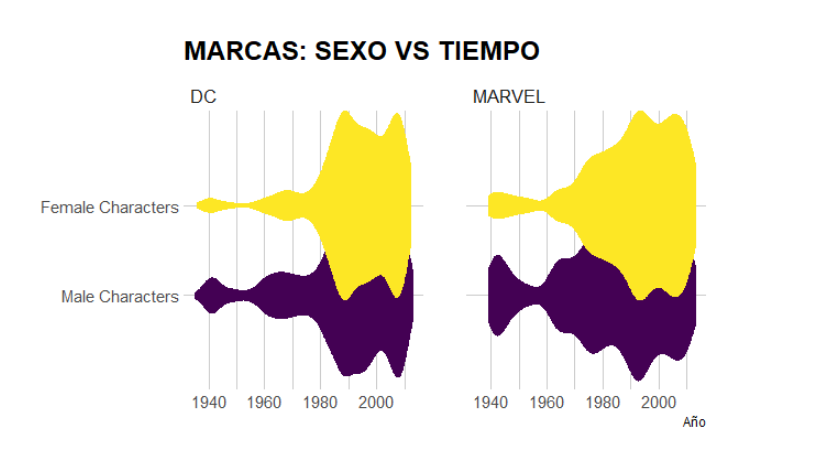 MARCAS: SEXO VS TIEMPO
DC
MARVEL
Female Characters
Male Characters
1940 1960 1980 2000
1940 1960 1980 2000
Año